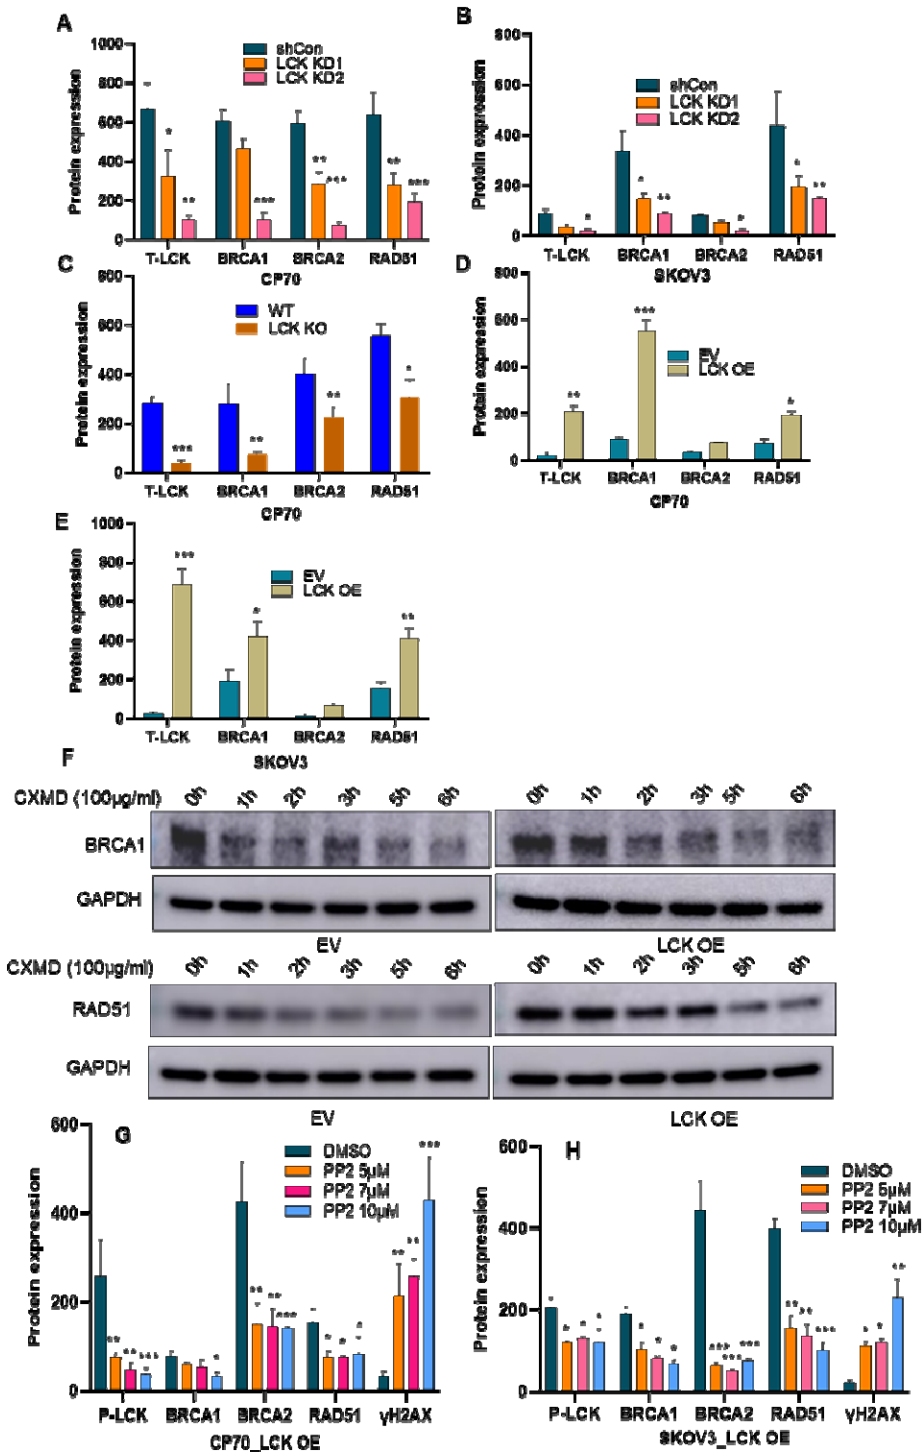 A
1000
800
600
400
200
0
Protein expression
shCon
LCK KD1
LCK KD2
* ** *** ** *** ** ***
T-LCK BRCA1 BRCA2 RAD51
CP70
B
800
600
400
200
0
Protein expression
shCon
LCK KD1
LCK KD2
* * ** * * **
T-LCK BRCA1 BRCA2 RAD51
SKOV3
C
800
600
400
200
0
Protein expression
WT
LCK KO
*** ** ** *
T-LCK BRCA1 BRCA2 RAD51
CP70
D
800
600
400
200
0
Protein expression
EV
LCK OE
** *** *
T-LCK BRCA1 BRCA2 RAD51
CP70
E
1000
800
600
400
200
0
Protein expression
EV
LCK OE
*** * **
T-LCK BRCA1 BRCA2 RAD51
SKOV3
F
CXMD (100µg/ml) 0h 1h 2h 3h 5h 6h 0h 1h 2h 3h 5h 6h
BRCA1
GAPDH
EV LCK OE
CXMD (100µg/ml) 0h 1h 2h 3h 5h 6h 0h 1h 2h 3h 5h 6h
RAD51
GAPDH
EV LCK OE
G
600
400
200
0
Protein expression
DMSO
PP2 5µM
PP2 7µM
PP2 10µM
** ** *** * ** ** *** * * * ** ** ***
P-LCK BRCA1 BRCA2 RAD51 γH2AX
CP70_LCK OE
H
600
400
200
0
Protein expression
DMSO
PP2 5µM
PP2 7µM
PP2 10µM
* * * * * * *** *** *** ** ** *** * * **
P-LCK BRCA1 BRCA2 RAD51 γH2AX
SKOV3_LCK OE